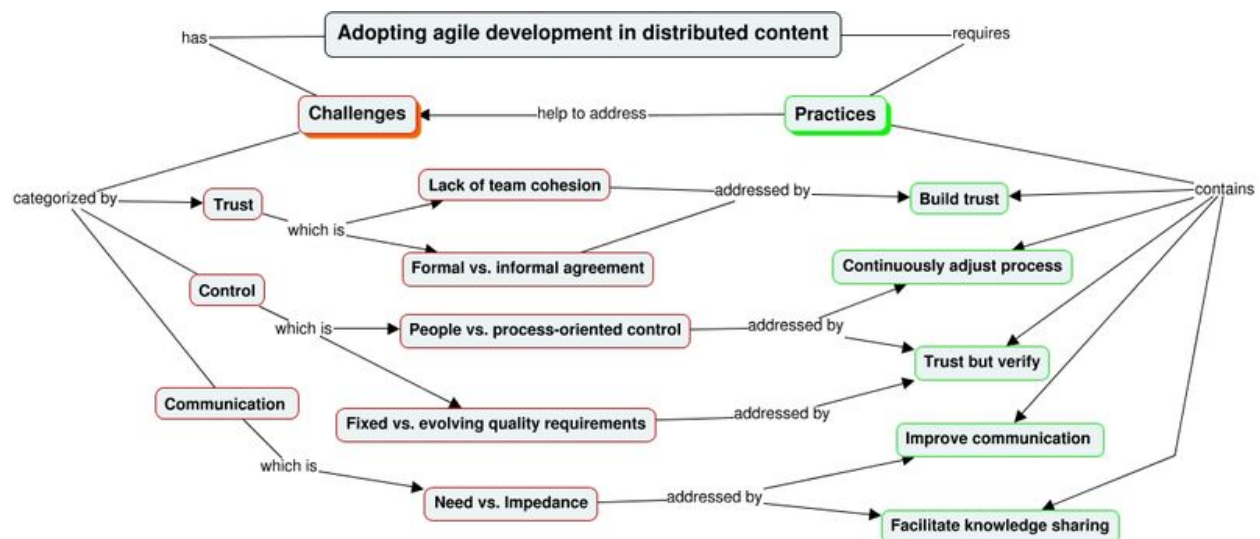 Adopting agile development in distributed content
has
requires
Challenges
help to address
Practices
categorized by
Trust
which is
Lack of team cohesion
addressed by
Build trust
contains
Formal vs. informal agreement
Continuously adjust process
Control
which is
People vs. process-oriented control
addressed by
Trust but verify
Communication
Fixed vs. evolving quality requirements
addressed by
Improve communication
which is
Need vs. Impedance
addressed by
Facilitate knowledge sharing